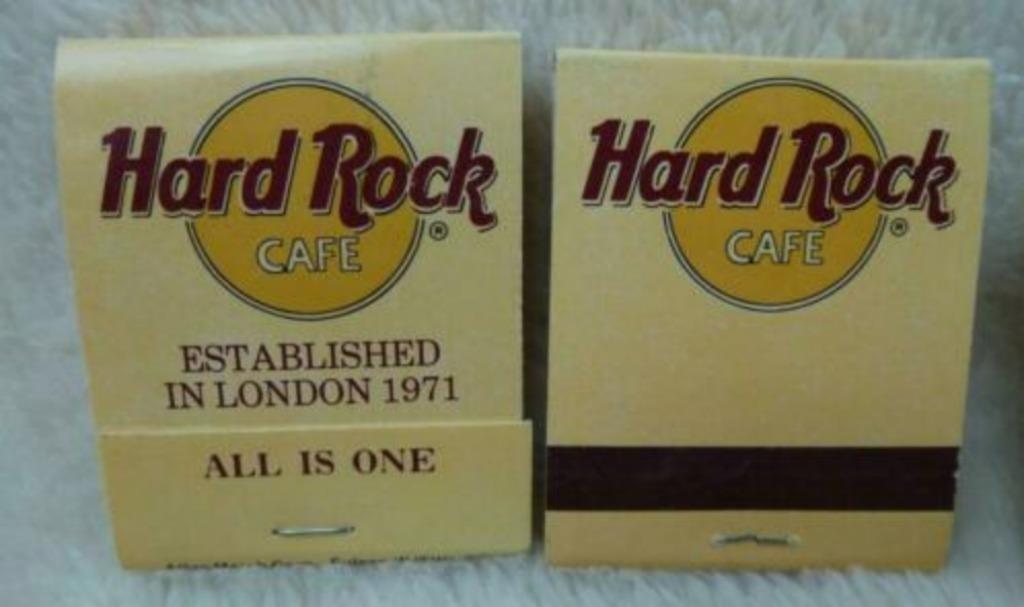 Hard Rock
CAFE
®
ESTABLISHED
IN LONDON 1971
ALL IS ONE
Hard Rock
CAFE
®